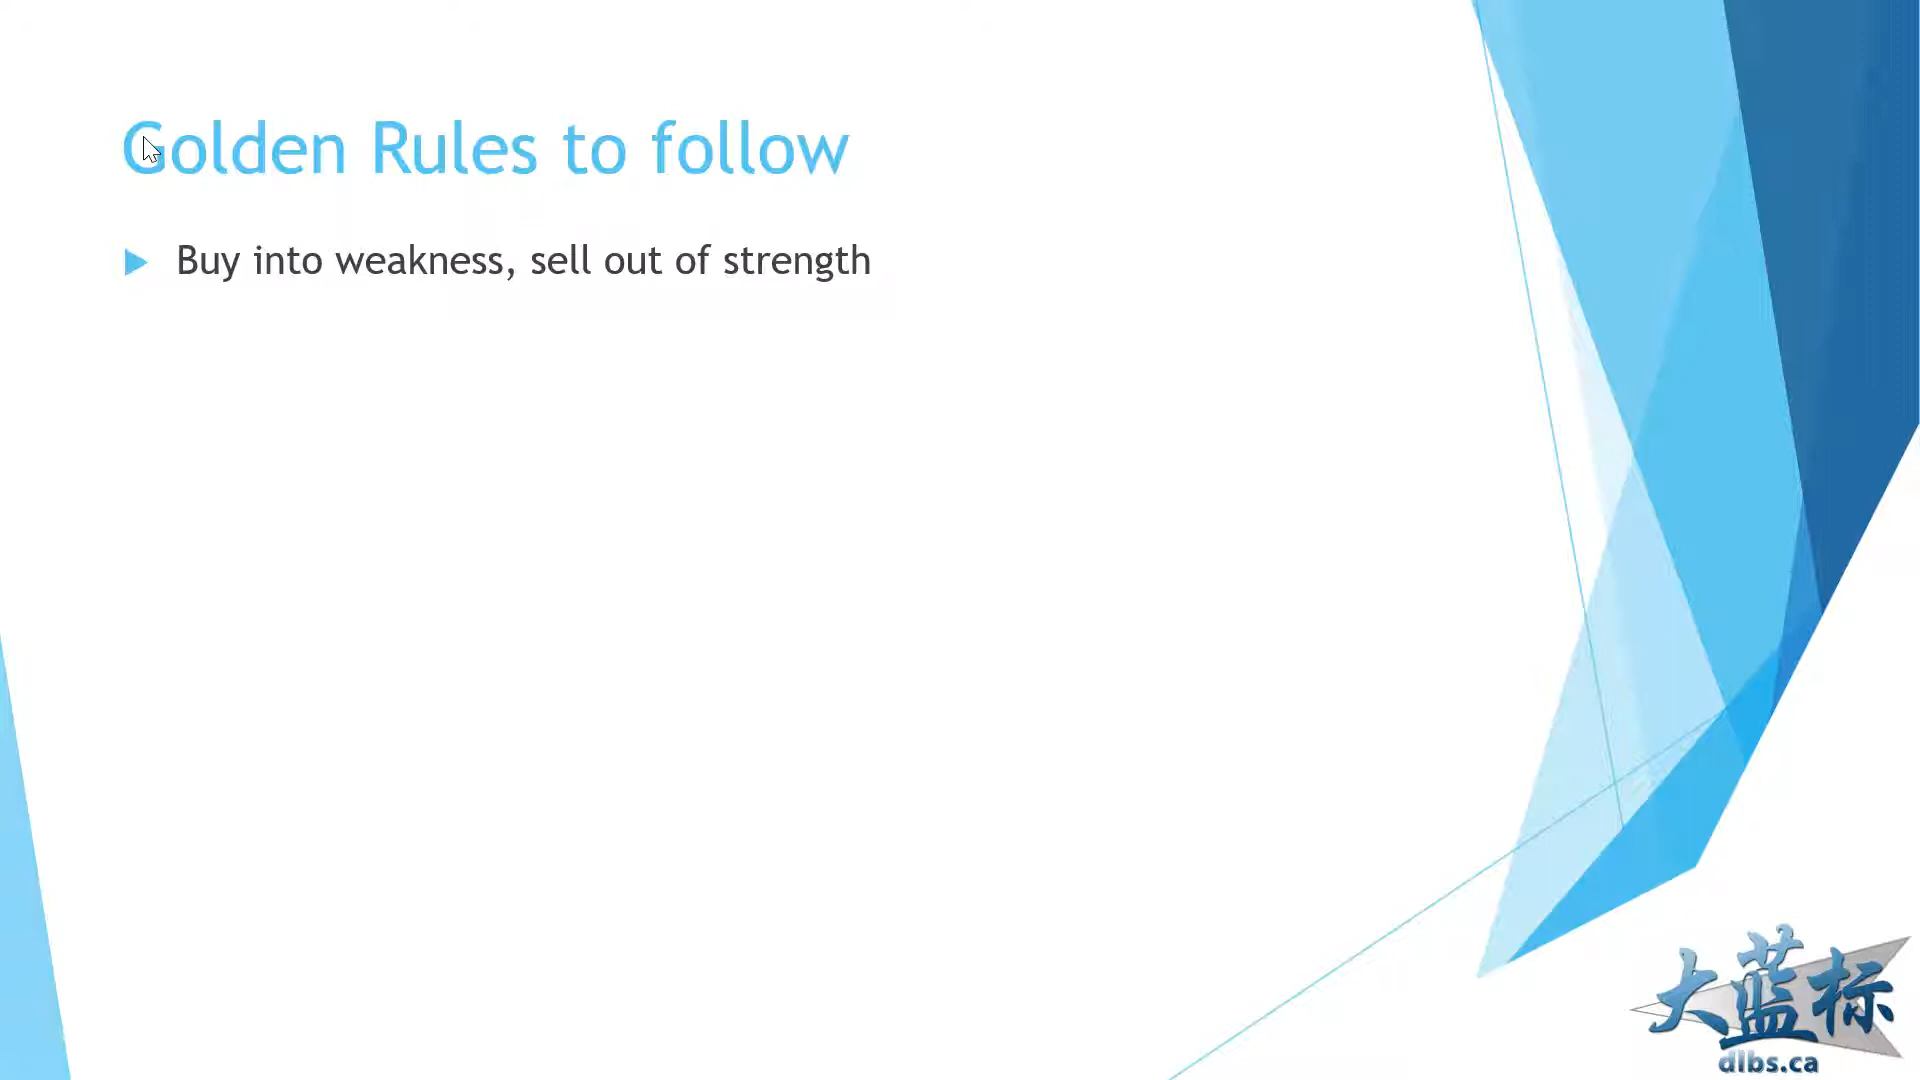 Golden Rules to follow
Buy into weakness, sell out of strength
大蓝标
dlbs.ca